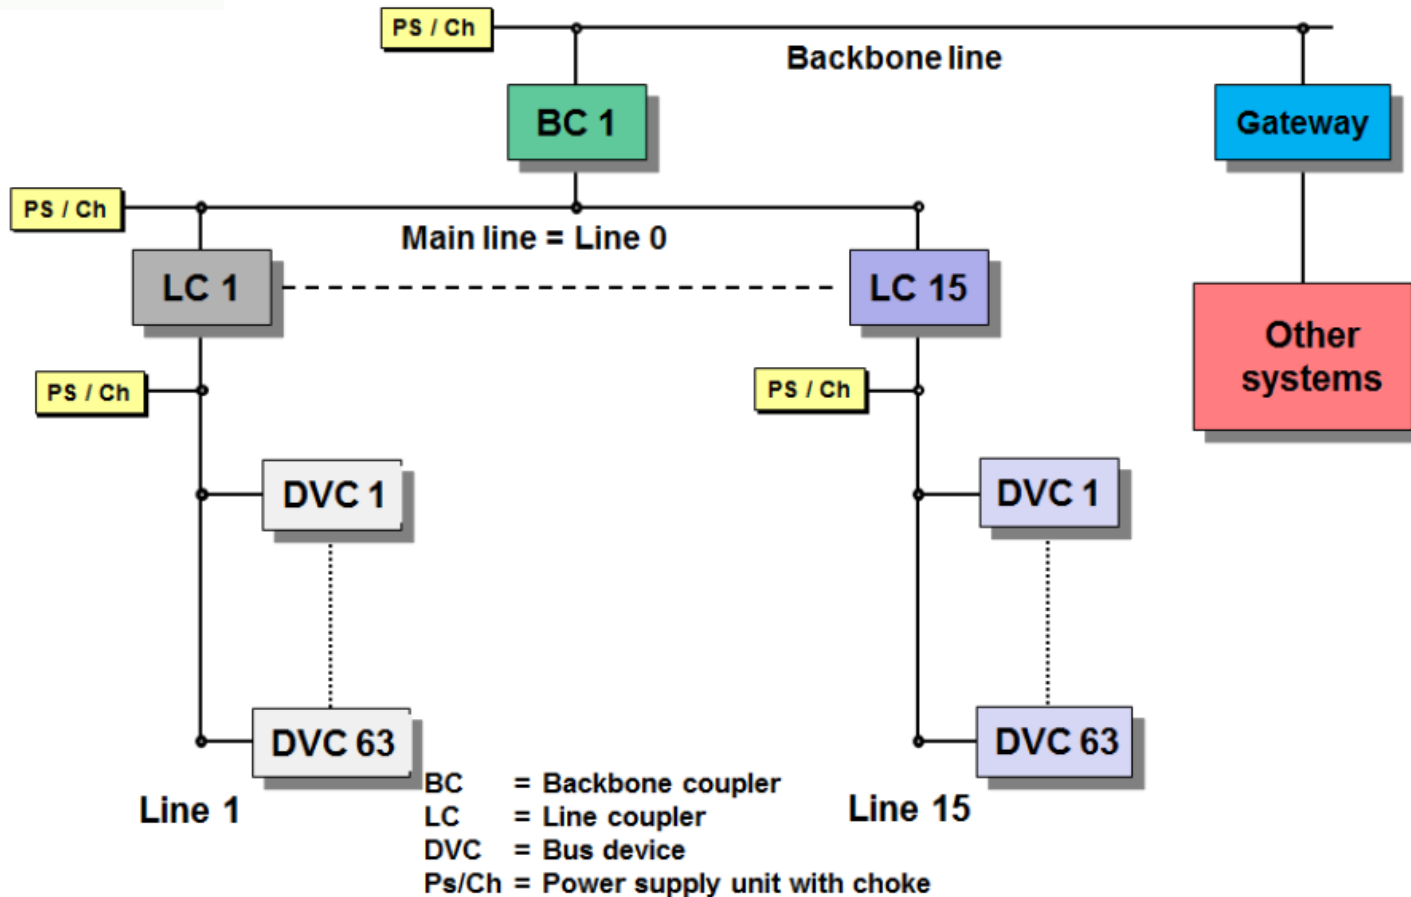 PS / Ch
Backbone line
BC 1
Gateway
PS / Ch
Main line = Line 0
LC 1
LC 15
Other
systems
PS / Ch
PS / Ch
DVC 1
DVC 1
DVC 63
DVC 63
Line 1
Line 15
BC = Backbone coupler
LC = Line coupler
DVC = Bus device
Ps/Ch = Power supply unit with choke